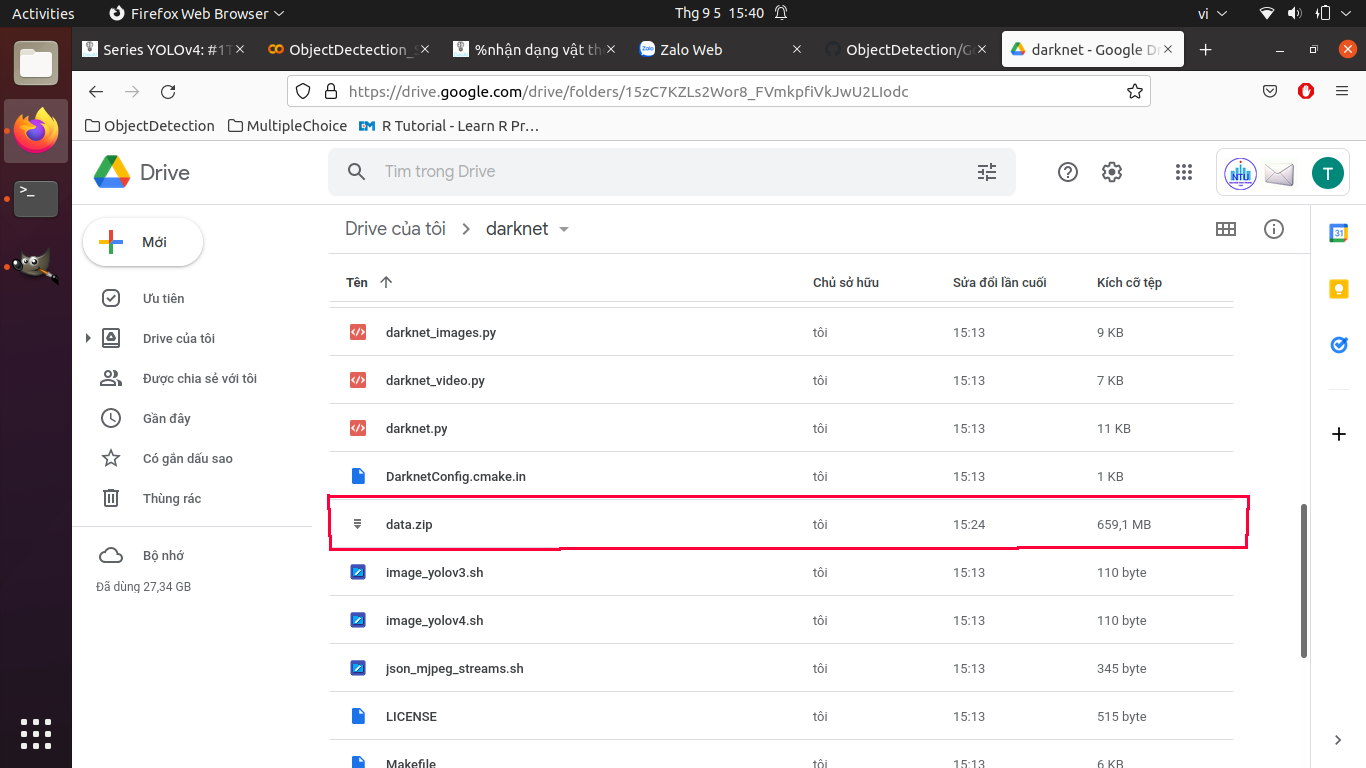 Activities Firefox Web Browser Thg 9 5 15:40 vi
Series YOLOv4: #1T ObjectDectection_S %nhận dạng vật th Zalo Web ObjectDetection/Go darknet - Google Dr
https://drive.google.com/drive/folders/15zC7KZLs2Wor8_FVmkpfiVkJwU2LIodc
ObjectDetection MultipleChoice R Tutorial - Learn R Pr…
Drive Tìm trong Drive NTU T
Mới
Ưu tiên
Drive của tôi
Được chia sẻ với tôi
Gần đây
Có gắn dấu sao
Thùng rác
Bộ nhớ
Đã dùng 27,34 GB
Drive của tôi > darknet
Tên Chủ sở hữu Sửa đổi lần cuối Kích cỡ tệp
darknet_images.py tôi 15:13 9 KB
darknet_video.py tôi 15:13 7 KB
darknet.py tôi 15:13 11 KB
DarknetConfig.cmake.in tôi 15:13 1 KB
data.zip tôi 15:24 659,1 MB
image_yolov3.sh tôi 15:13 110 byte
image_yolov4.sh tôi 15:13 110 byte
json_mjpeg_streams.sh tôi 15:13 345 byte
LICENSE tôi 15:13 515 byte
Makefile tôi 15:13 6 KB
31